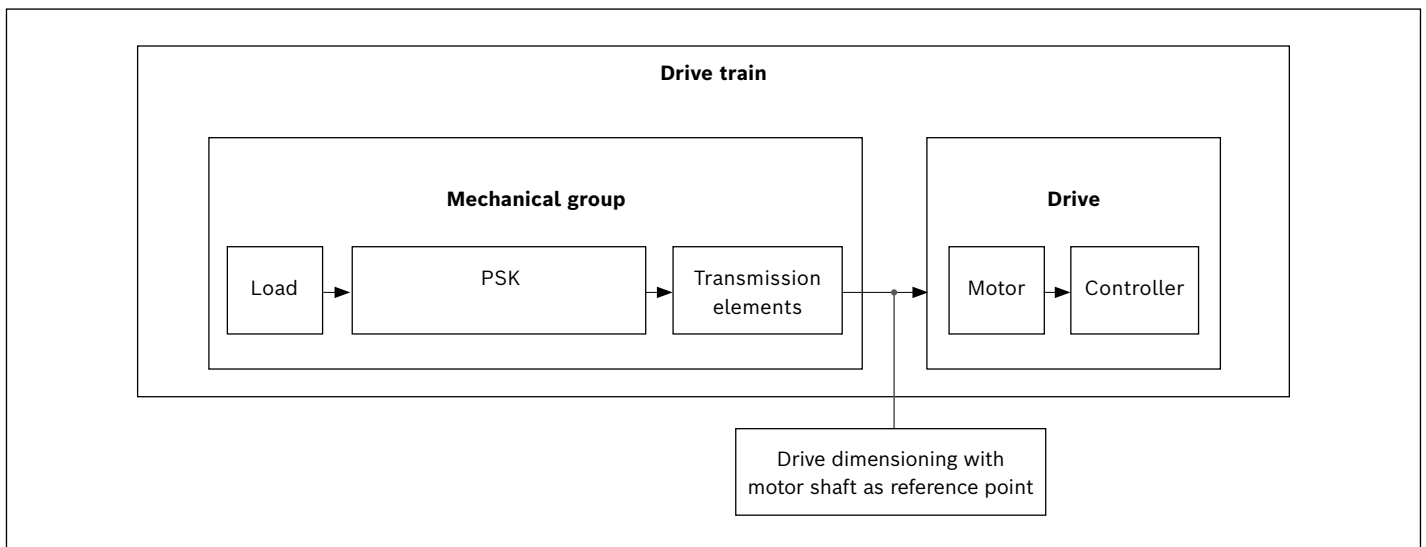 Drive train
Mechanical group
Drive
Load
PSK
Transmission
elements
Motor
Controller
Drive dimensioning with
motor shaft as reference point